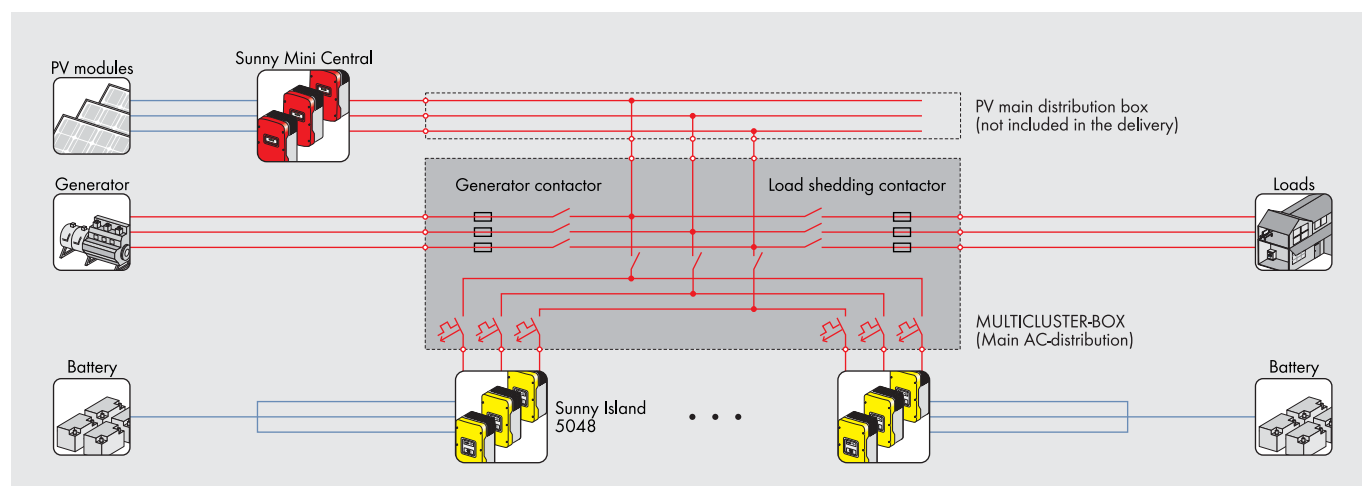 Sunny Mini Central
PV modules
PV main distribution box
(not included in the delivery)
Generator
Generator contactor
Load shedding contactor
Loads
MULTICLUSTER-BOX
(Main AC-distribution)
Battery
Sunny Island
5048
• • •
Battery